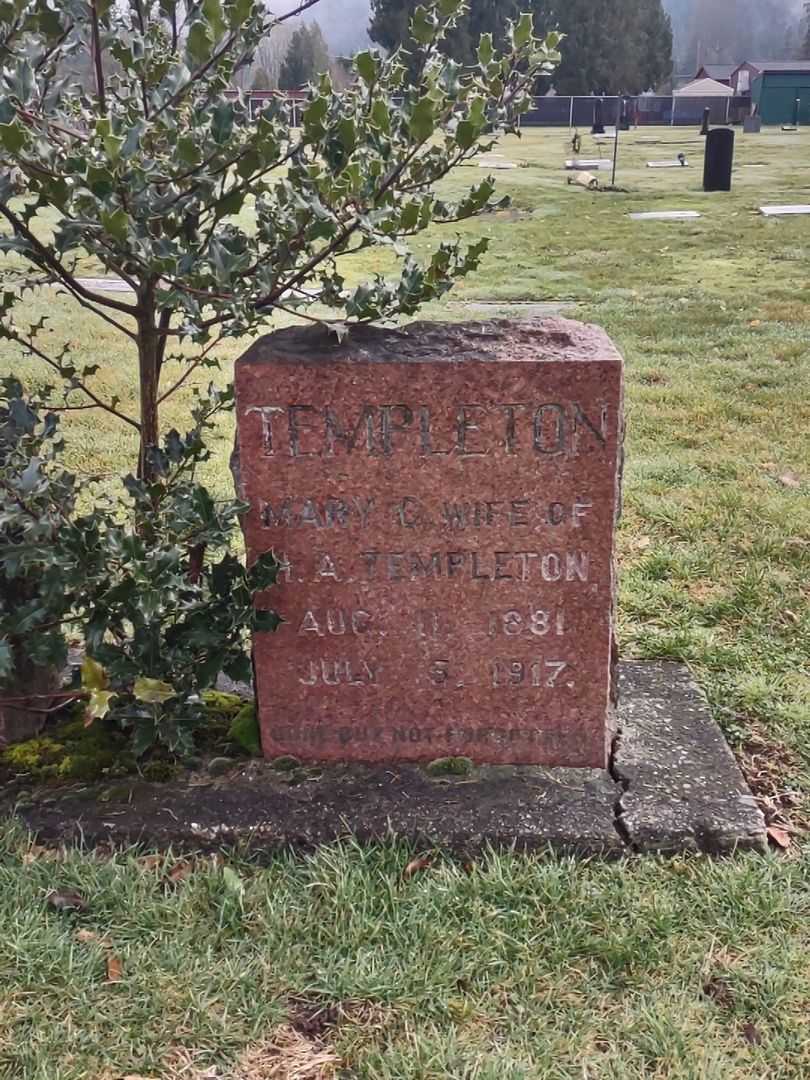 TEMPLETON
MARY C. WIFE OF
H. A. TEMPLETON
AUG. 11, 1881
JULY 5, 1917.
GONE BUT NOT FORGOTTEN